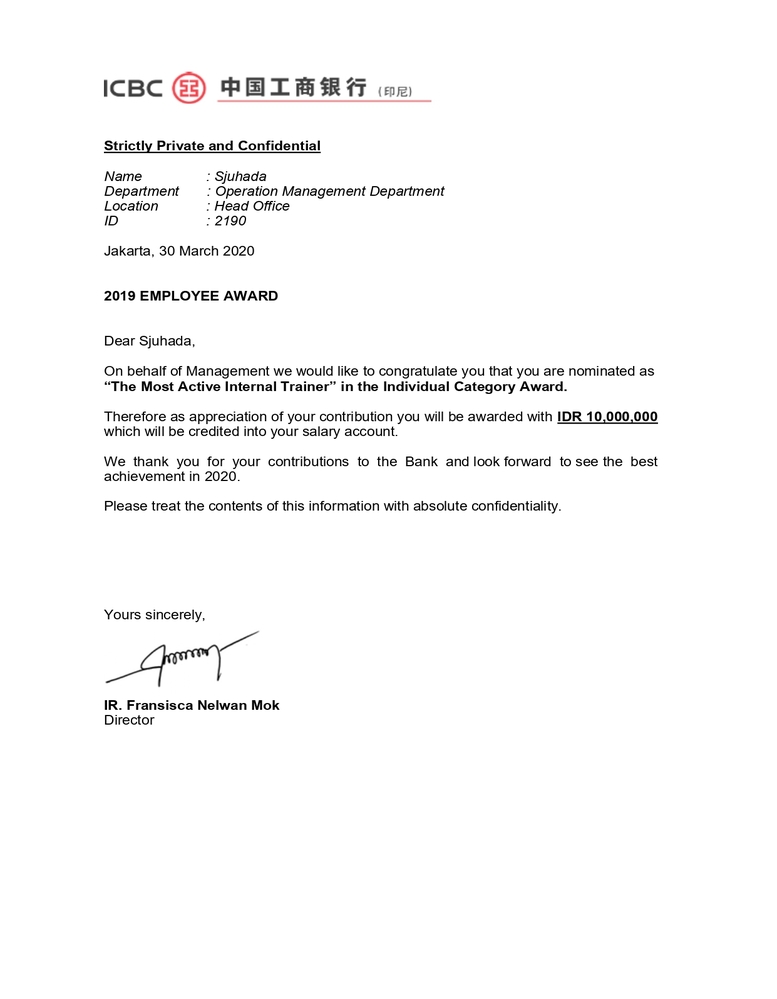 ICBC 中国工商银行 (印尼)
Strictly Private and Confidential
Name : Sjuhada
Department : Operation Management Department
Location : Head Office
ID : 2190
Jakarta, 30 March 2020
2019 EMPLOYEE AWARD
Dear Sjuhada,
On behalf of Management we would like to congratulate you that you are nominated as
“The Most Active Internal Trainer” in the Individual Category Award.
Therefore as appreciation of your contribution you will be awarded with IDR 10,000,000
which will be credited into your salary account.
We thank you for your contributions to the Bank and look forward to see the best
achievement in 2020.
Please treat the contents of this information with absolute confidentiality.
Yours sincerely,
IR. Fransisca Nelwan Mok
Director